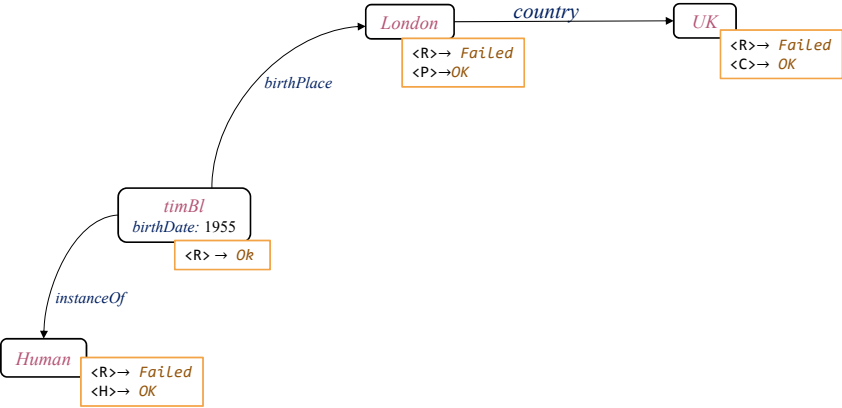 London
country
UK
<R>→ Failed
<P>→OK
<R>→ Failed
<C>→ OK
birthPlace
timBl
birthDate: 1955
<R> → Ok
instanceOf
Human
<R>→ Failed
<H>→ OK